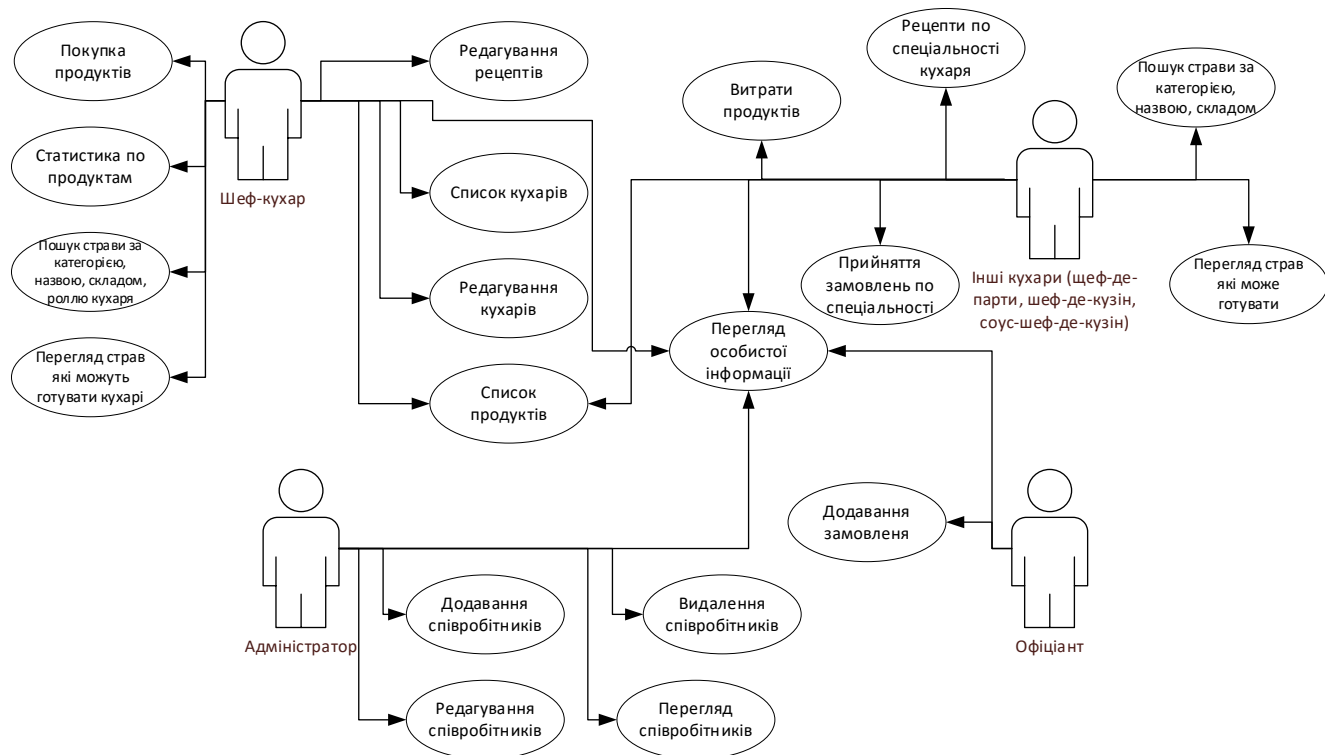 Покупка
продуктів
Статистика по
продуктам
Пошук страви за
категорією,
назвою, складом,
роллю кухаря
Перегляд страв
які можуть
готувати кухарі
Шеф-кухар
Редагування
рецептів
Список кухарів
Редагування
кухарів
Список
продуктів
Витрати
продуктів
Рецепти по
спеціальності
кухаря
Пошук страви за
категорією,
назвою, складом
Прийняття
замовлень по
спеціальності
Інші кухари (щеф-де-
парти, шеф-де-кузін,
соус-шеф-де-кузін)
Перегляд страв
які може
готувати
Перегляд
особистої
інформації
Адміністратор
Додавання
співробітників
Видалення
співробітників
Редагування
співробітників
Перегляд
співробітників
Додавання
замовленя
Офіціант